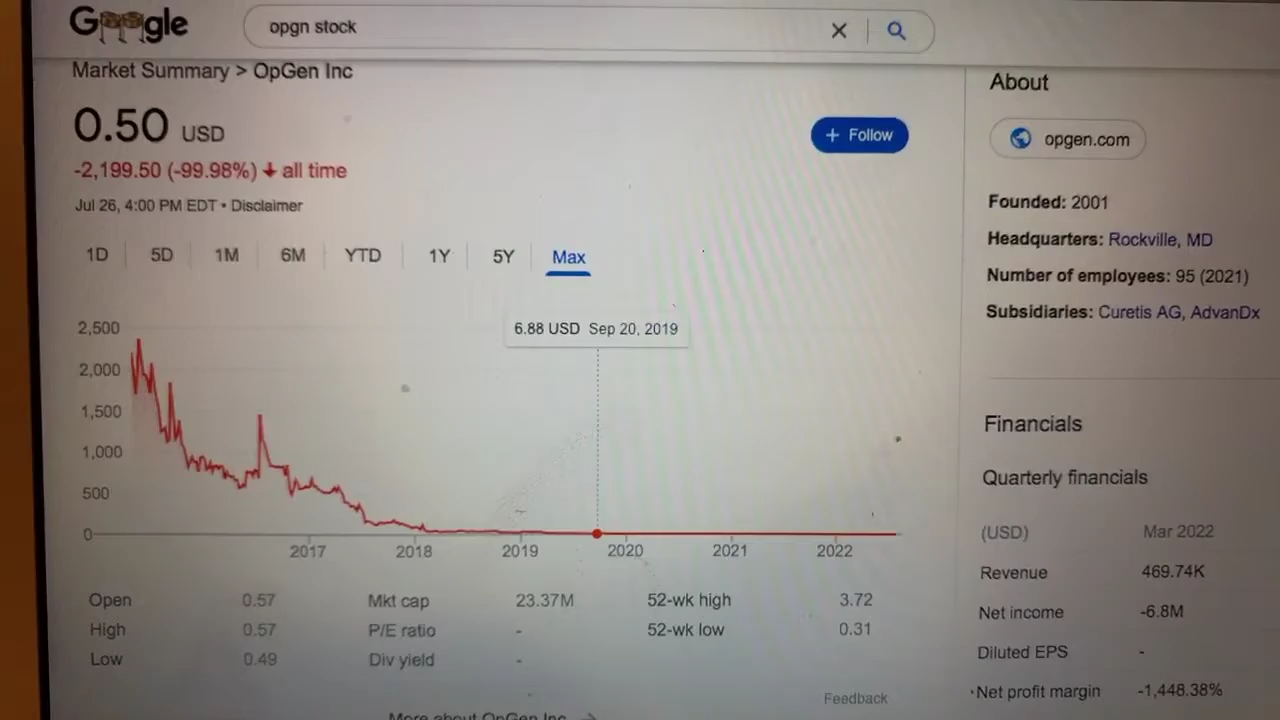 Google
opgn stock
Market Summary > OpGen Inc
0.50 USD
-2,199.50 (-99.98%) ↓ all time
Jul 26, 4:00 PM EDT • Disclaimer
+ Follow
1D 5D 1M 6M YTD 1Y 5Y Max
6.88 USD Sep 20, 2019
2,500
2,000
1,500
1,000
500
0
2017 2018 2019 2020 2021 2022
Open 0.57 Mkt cap 23.37M 52-wk high 3.72
High 0.57 P/E ratio - 52-wk low 0.31
Low 0.49 Div yield -
Feedback
More about OpGen Inc →
About
opgen.com
Founded: 2001
Headquarters: Rockville, MD
Number of employees: 95 (2021)
Subsidiaries: Curetis AG, AdvanDx
Financials
Quarterly financials
(USD) Mar 2022
Revenue 469.74K
Net income -6.8M
Diluted EPS -
Net profit margin -1,448.38%